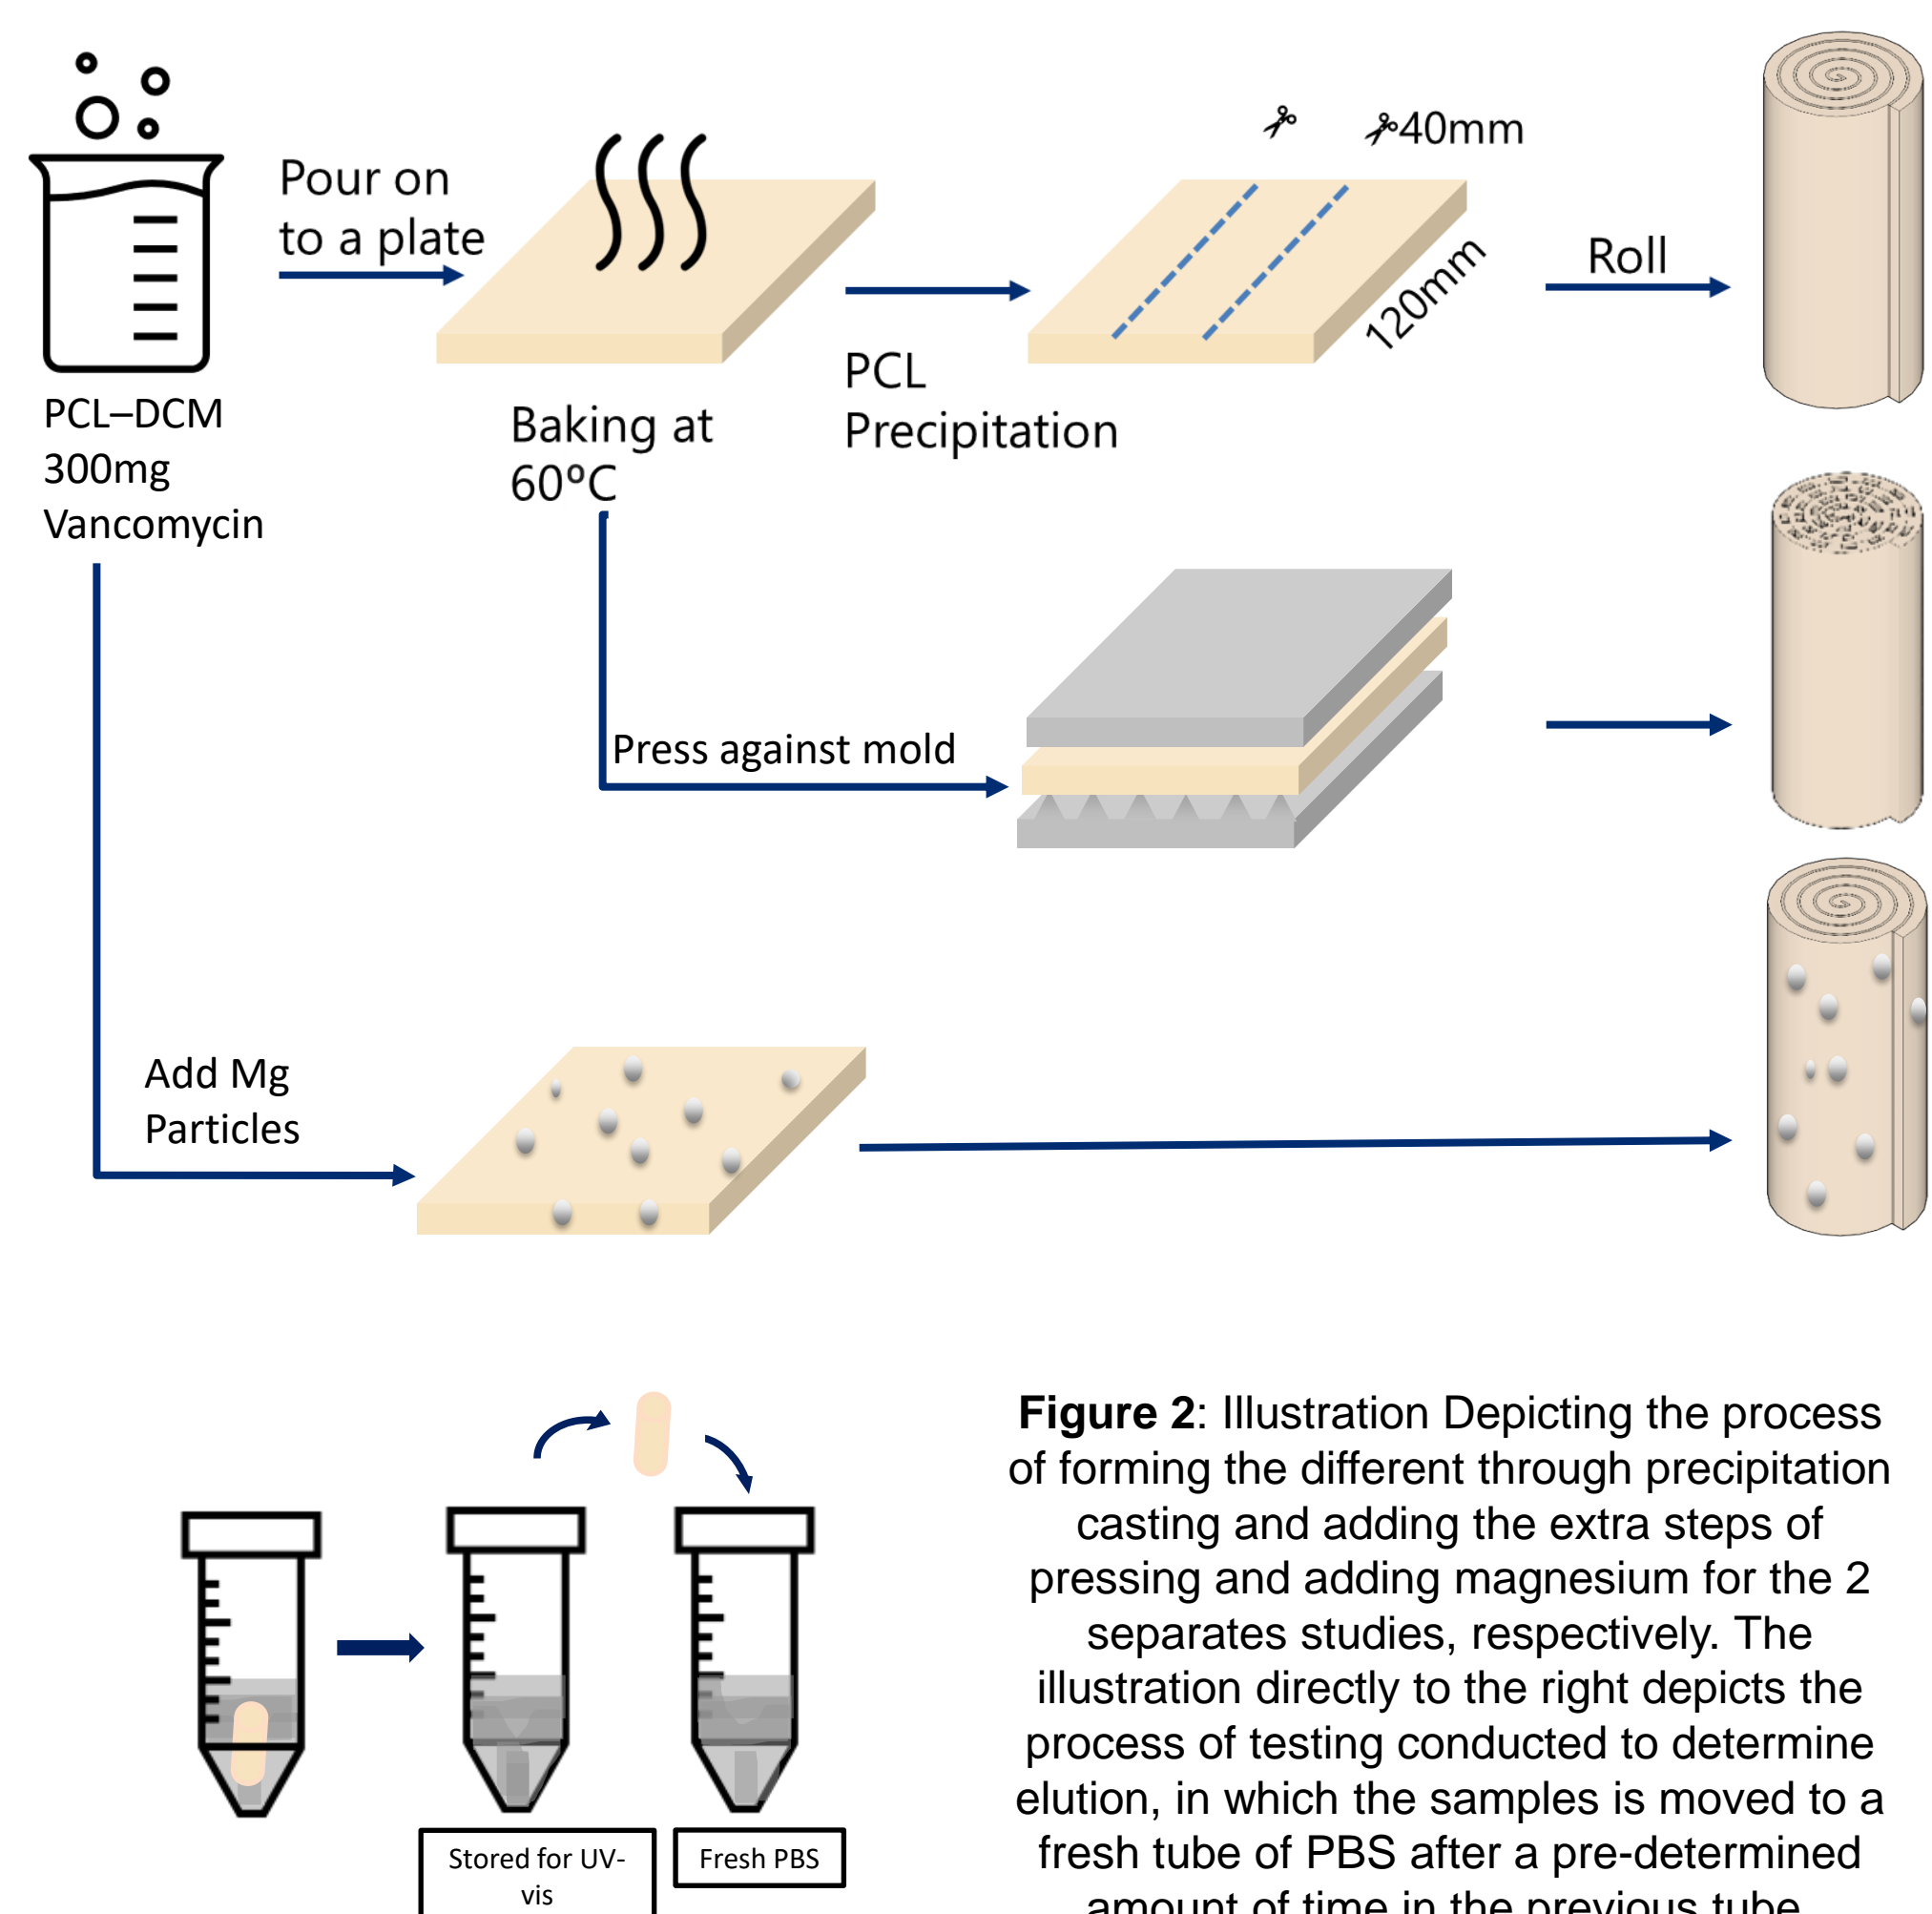 Pour on
to a plate
40mm
120mm
Roll
PCL–DCM
300mg
Vancomycin
Baking at
60ºC
PCL
Precipitation
Press against mold
Add Mg
Particles
Stored for UV-
vis
Fresh PBS
Figure 2: Illustration Depicting the process
of forming the different through precipitation
casting and adding the extra steps of
pressing and adding magnesium for the 2
separates studies, respectively. The
illustration directly to the right depicts the
process of testing conducted to determine
elution, in which the samples is moved to a
fresh tube of PBS after a pre-determined
amount of time in the previous tube